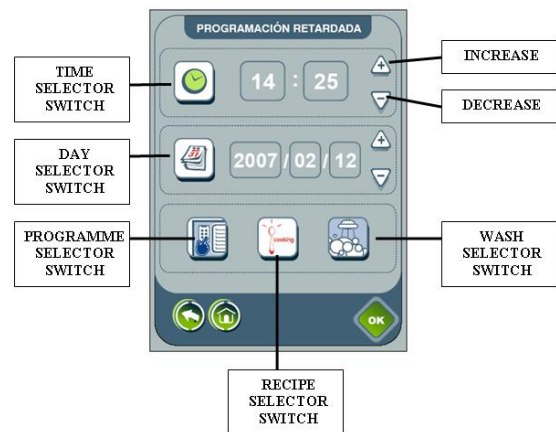 PROGRAMACIÓN RETARDADA
INCREASE
TIME
SELECTOR
SWITCH
14 : 25
DECREASE
DAY
SELECTOR
SWITCH
2007 / 02 / 12
PROGRAMME
SELECTOR
SWITCH
cooking
WASH
SELECTOR
SWITCH
OK
RECIPE
SELECTOR
SWITCH